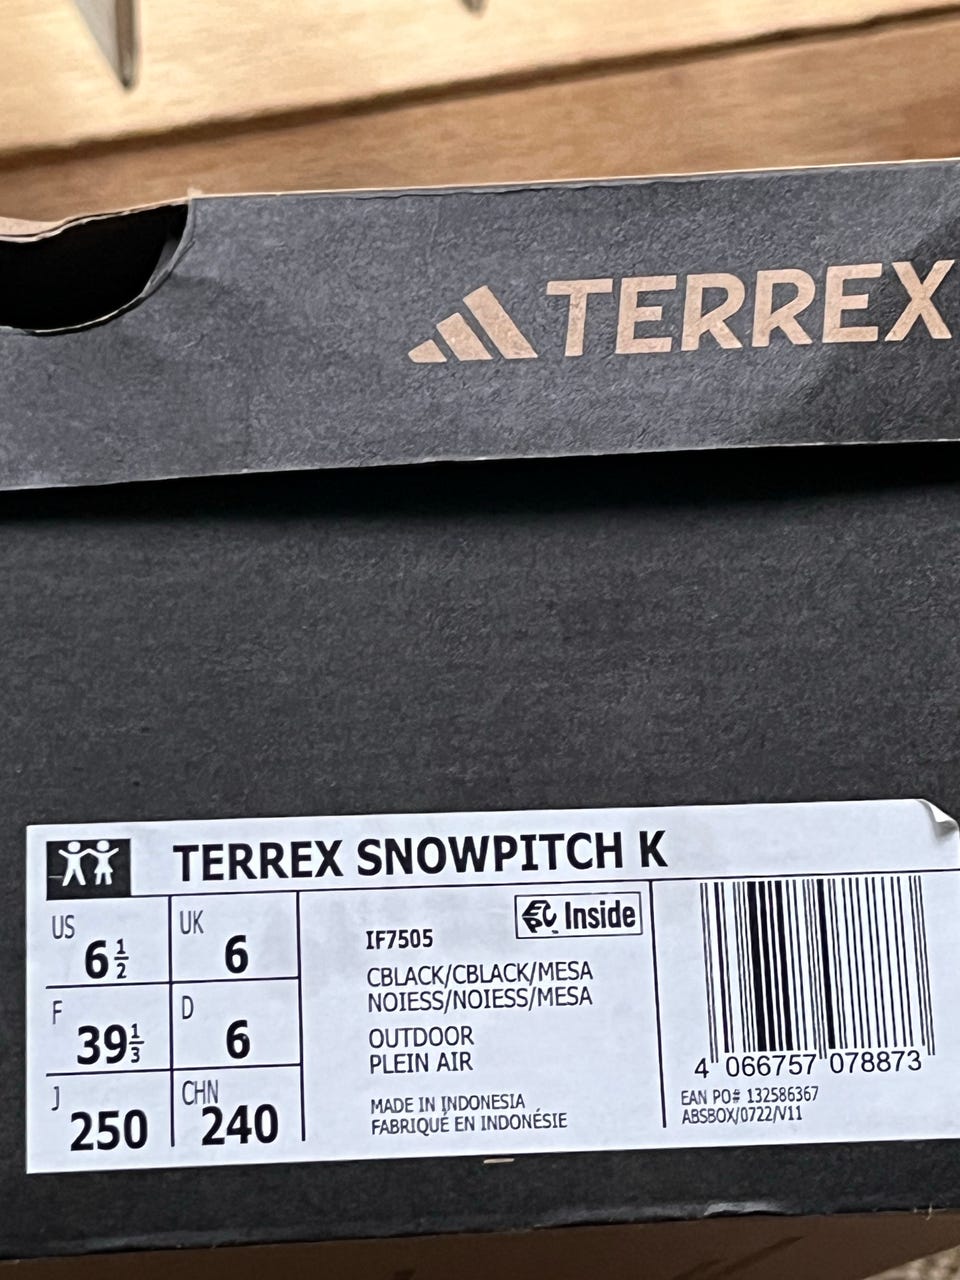 TERREX
TERREX SNOWPITCH K
US 6½
UK 6
F 39⅓
D 6
J 250
CHN 240
Inside
IF7505
CBLACK/CBLACK/MESA
NOIESS/NOIESS/MESA
OUTDOOR
PLEIN AIR
MADE IN INDONESIA
FABRIQUÉ EN INDONÉSIE
4 066757 078873
EAN PO# 132586367
ABSBOX/0722/V11